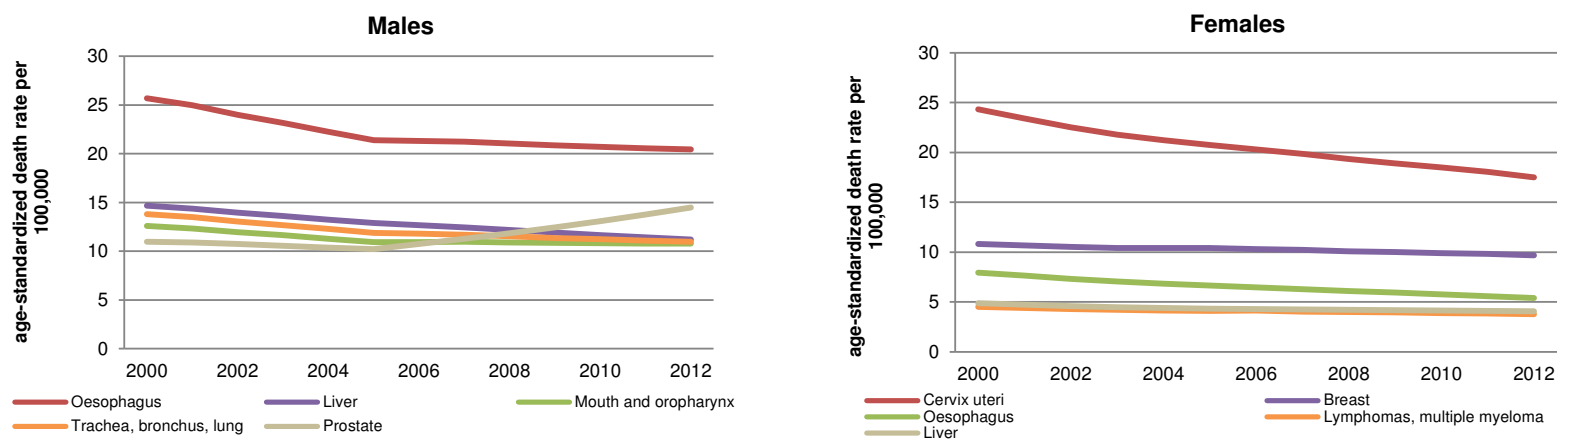 Males
age-standardized death rate per
100,000
30
25
20
15
10
5
0
2000 2002 2004 2006 2008 2010 2012
Oesophagus Liver Mouth and oropharynx
Trachea, bronchus, lung Prostate
Females
age-standardized death rate per
100,000
30
25
20
15
10
5
0
2000 2002 2004 2006 2008 2010 2012
Cervix uteri Breast
Oesophagus Lymphomas, multiple myeloma
Liver